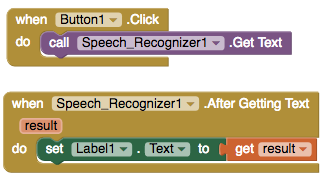 when Button1 .Click
do call Speech_Recognizer1 .Get Text
when Speech_Recognizer1 .After Getting Text
result
do set Label1 . Text to get result